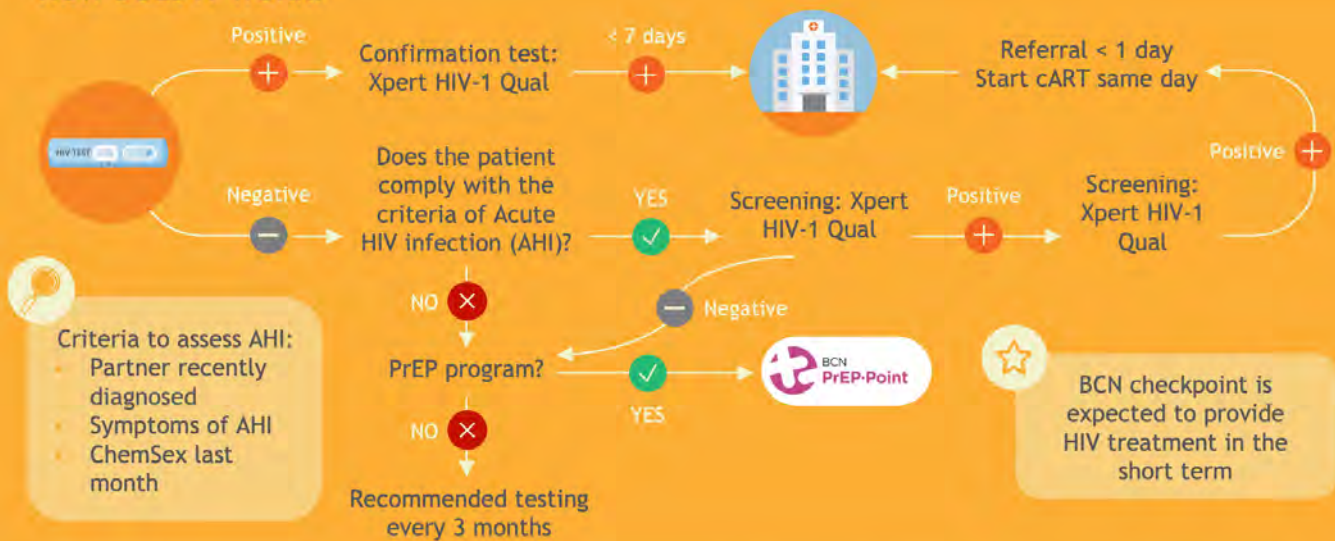 Positive
Confirmation test:
Xpert HIV-1 Qual
< 7 days
Referral < 1 day
Start cART same day
HIV TEST
Negative
Does the patient
comply with the
criteria of Acute
HIV infection (AHI)?
YES
Screening: Xpert
HIV-1 Qual
Positive
Screening:
Xpert HIV-1
Qual
Positive
NO
Negative
Criteria to assess AHI:
• Partner recently
diagnosed
• Symptoms of AHI
• ChemSex last
month
PrEP program?
YES
BCN
PrEP·Point
NO
Recommended testing
every 3 months
BCN checkpoint is
expected to provide
HIV treatment in the
short term